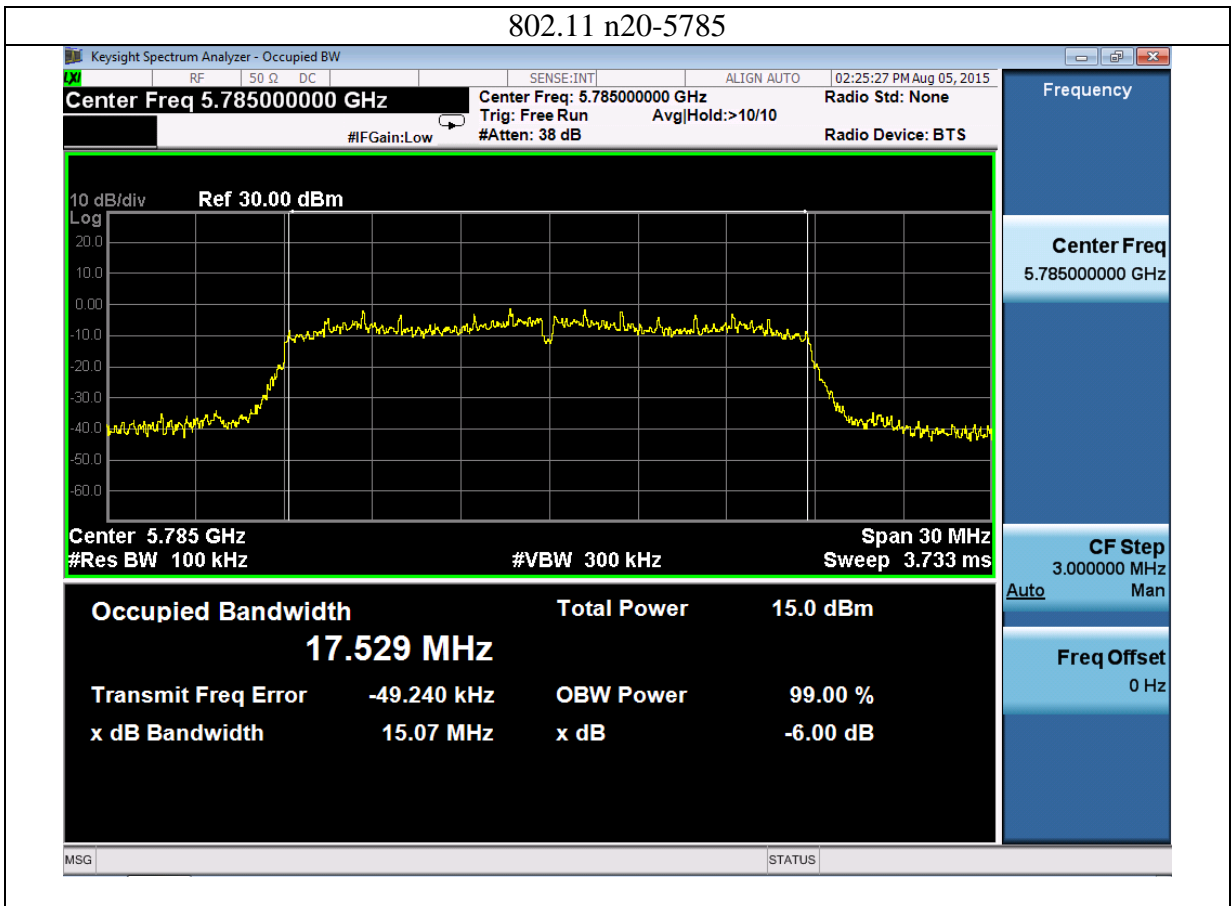 802.11 n20-5785
Keysight Spectrum Analyzer - Occupied BW
LXI RF 50 Ω DC SENSE:INT ALIGN AUTO 02:25:27 PM Aug 05, 2015
Center Freq 5.785000000 GHz
Center Freq: 5.785000000 GHz Radio Std: None
Trig: Free Run Avg|Hold:>10/10
#IFGain:Low #Atten: 38 dB Radio Device: BTS
10 dB/div Ref 30.00 dBm
Log
20.0
10.0
0.00
-10.0
-20.0
-30.0
-40.0
-50.0
-60.0
Center 5.785 GHz Span 30 MHz
#Res BW 100 kHz #VBW 300 kHz Sweep 3.733 ms
Occupied Bandwidth Total Power 15.0 dBm
17.529 MHz
Transmit Freq Error -49.240 kHz OBW Power 99.00 %
x dB Bandwidth 15.07 MHz x dB -6.00 dB
Frequency
Center Freq
5.785000000 GHz
CF Step
3.000000 MHz
Auto Man
Freq Offset
0 Hz
MSG STATUS